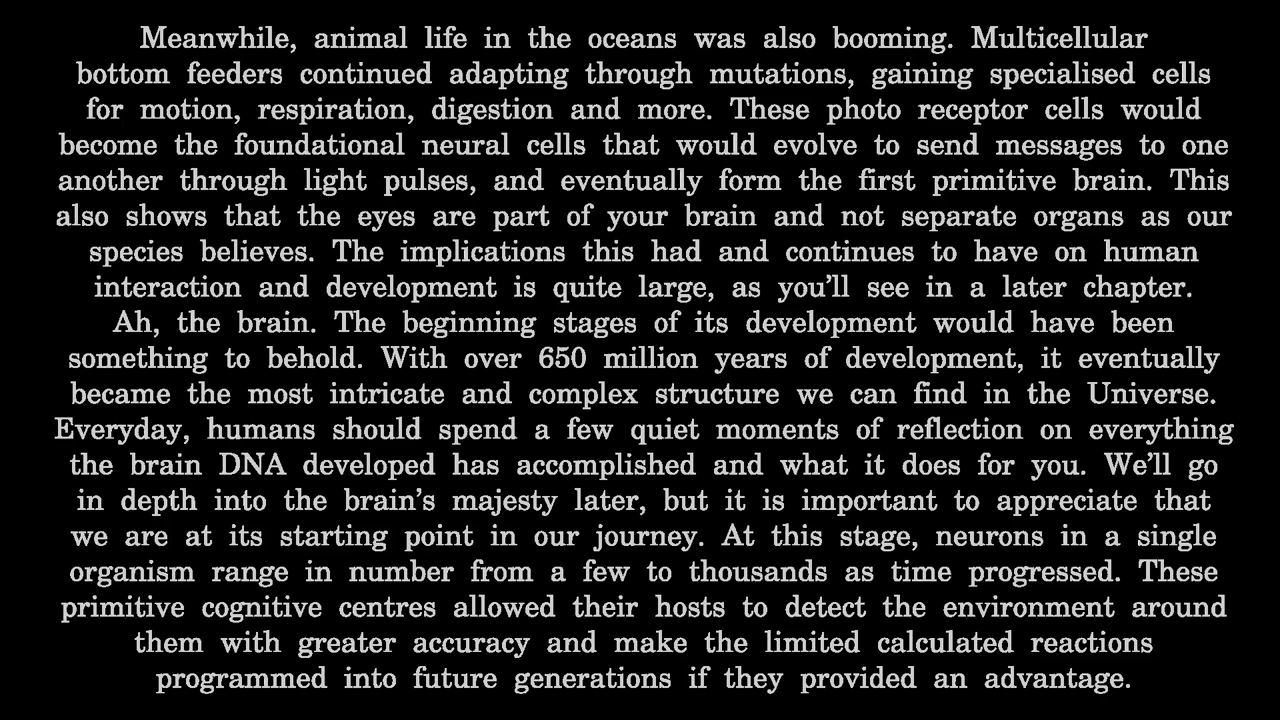 Meanwhile, animal life in the oceans was also booming. Multicellular
bottom feeders continued adapting through mutations, gaining specialised cells
for motion, respiration, digestion and more. These photo receptor cells would
become the foundational neural cells that would evolve to send messages to one
another through light pulses, and eventually form the first primitive brain. This
also shows that the eyes are part of your brain and not separate organs as our
species believes. The implications this had and continues to have on human
interaction and development is quite large, as you’ll see in a later chapter.
Ah, the brain. The beginning stages of its development would have been
something to behold. With over 650 million years of development, it eventually
became the most intricate and complex structure we can find in the Universe.
Everyday, humans should spend a few quiet moments of reflection on everything
the brain DNA developed has accomplished and what it does for you. We’ll go
in depth into the brain’s majesty later, but it is important to appreciate that
we are at its starting point in our journey. At this stage, neurons in a single
organism range in number from a few to thousands as time progressed. These
primitive cognitive centres allowed their hosts to detect the environment around
them with greater accuracy and make the limited calculated reactions
programmed into future generations if they provided an advantage.